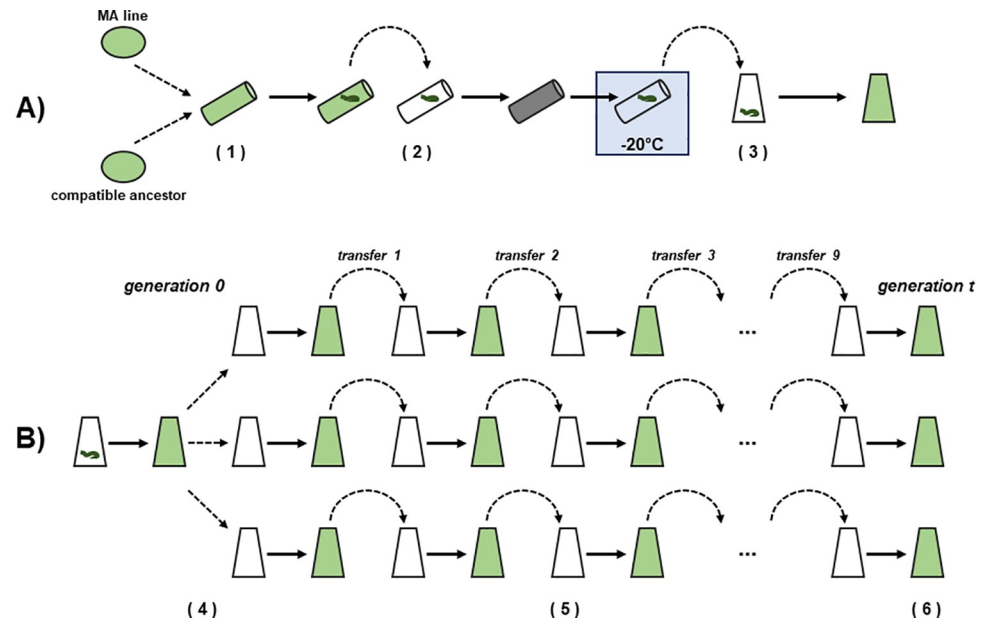 MA line
A)
-20°C
( 1 )
( 2 )
( 3 )
compatible ancestor
transfer 1
transfer 2
transfer 3
transfer 9
generation 0
generation t
...
...
B)
...
( 4 )
( 5 )
( 6 )